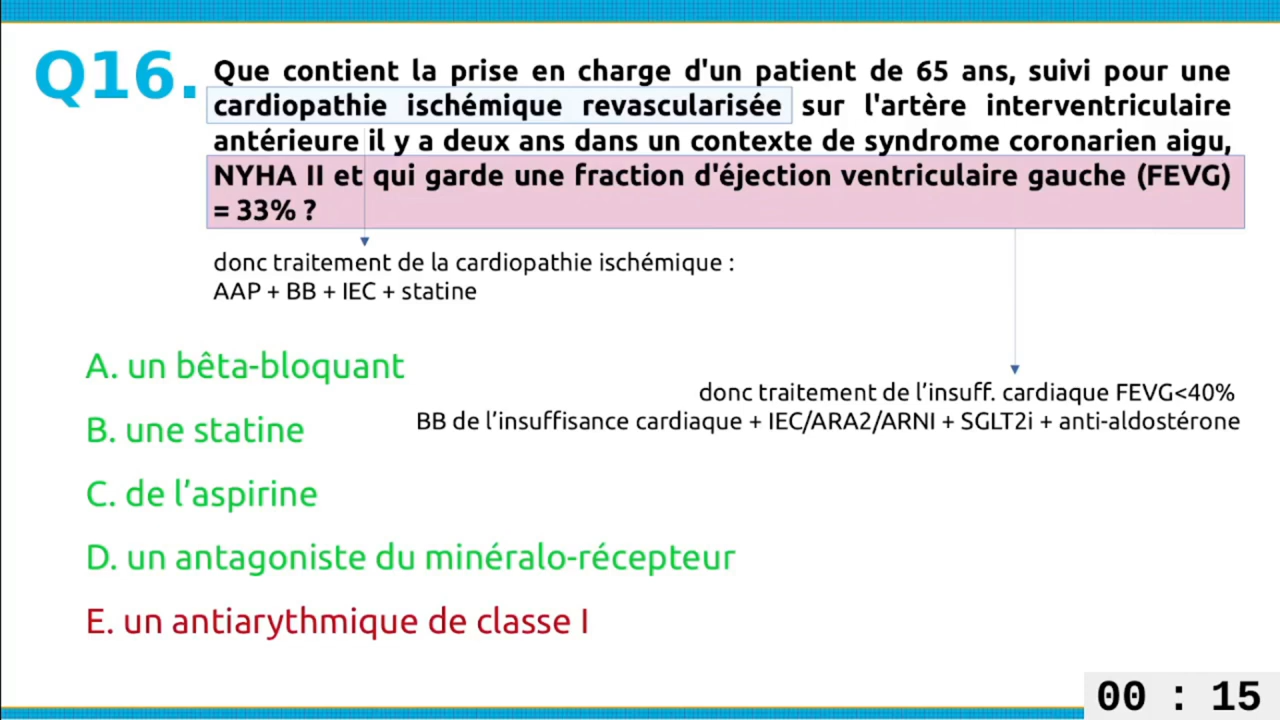 Q16.
Que contient la prise en charge d'un patient de 65 ans, suivi pour une
cardiopathie ischémique revascularisée sur l'artère interventriculaire
antérieure il y a deux ans dans un contexte de syndrome coronarien aigu,
NYHA II et qui garde une fraction d'éjection ventriculaire gauche (FEVG)
= 33% ?
donc traitement de la cardiopathie ischémique :
AAP + BB + IEC + statine
A. un bêta-bloquant
donc traitement de l’insuff. cardiaque FEVG<40%
BB de l’insuffisance cardiaque + IEC/ARA2/ARNI + SGLT2i + anti-aldostérone
B. une statine
C. de l’aspirine
D. un antagoniste du minéralo-récepteur
E. un antiarythmique de classe I
00 : 15